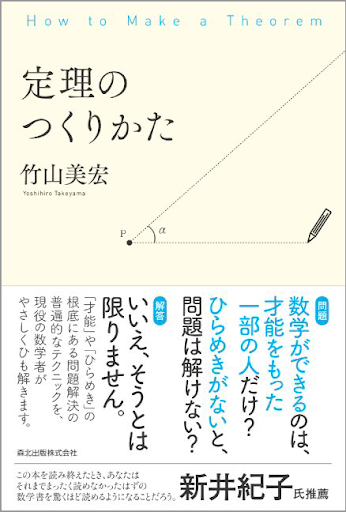 How to Make a Theorem
定理の
つくりかた
竹山美宏
Yoshihiro Takeyama
P
α
問題
数学ができるのは、
才能をもった
一部の人だけ?
ひらめきがないと、
問題は解けない?
解答
いいえ、そうとは
限りません。
「才能」や「ひらめき」の
根底にある問題解決の
普遍的なテクニックを、
現役の数学者が
やさしくひも解きます。
森北出版株式会社
この本を読み終えたとき、あなたは
それまでまったく読めなかったはずの
数学書を驚くほど読めるようになることだろう。
新井紀子氏推薦